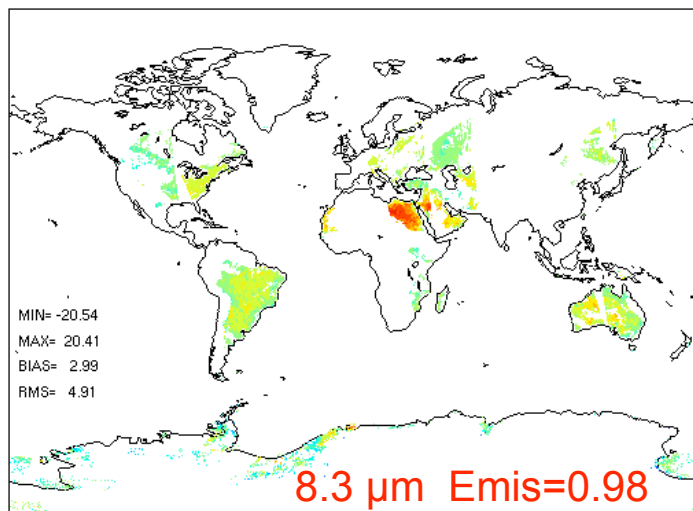 MIN= -20.54
MAX= 20.41
BIAS= 2.99
RMS= 4.91
8.3 µm Emis=0.98